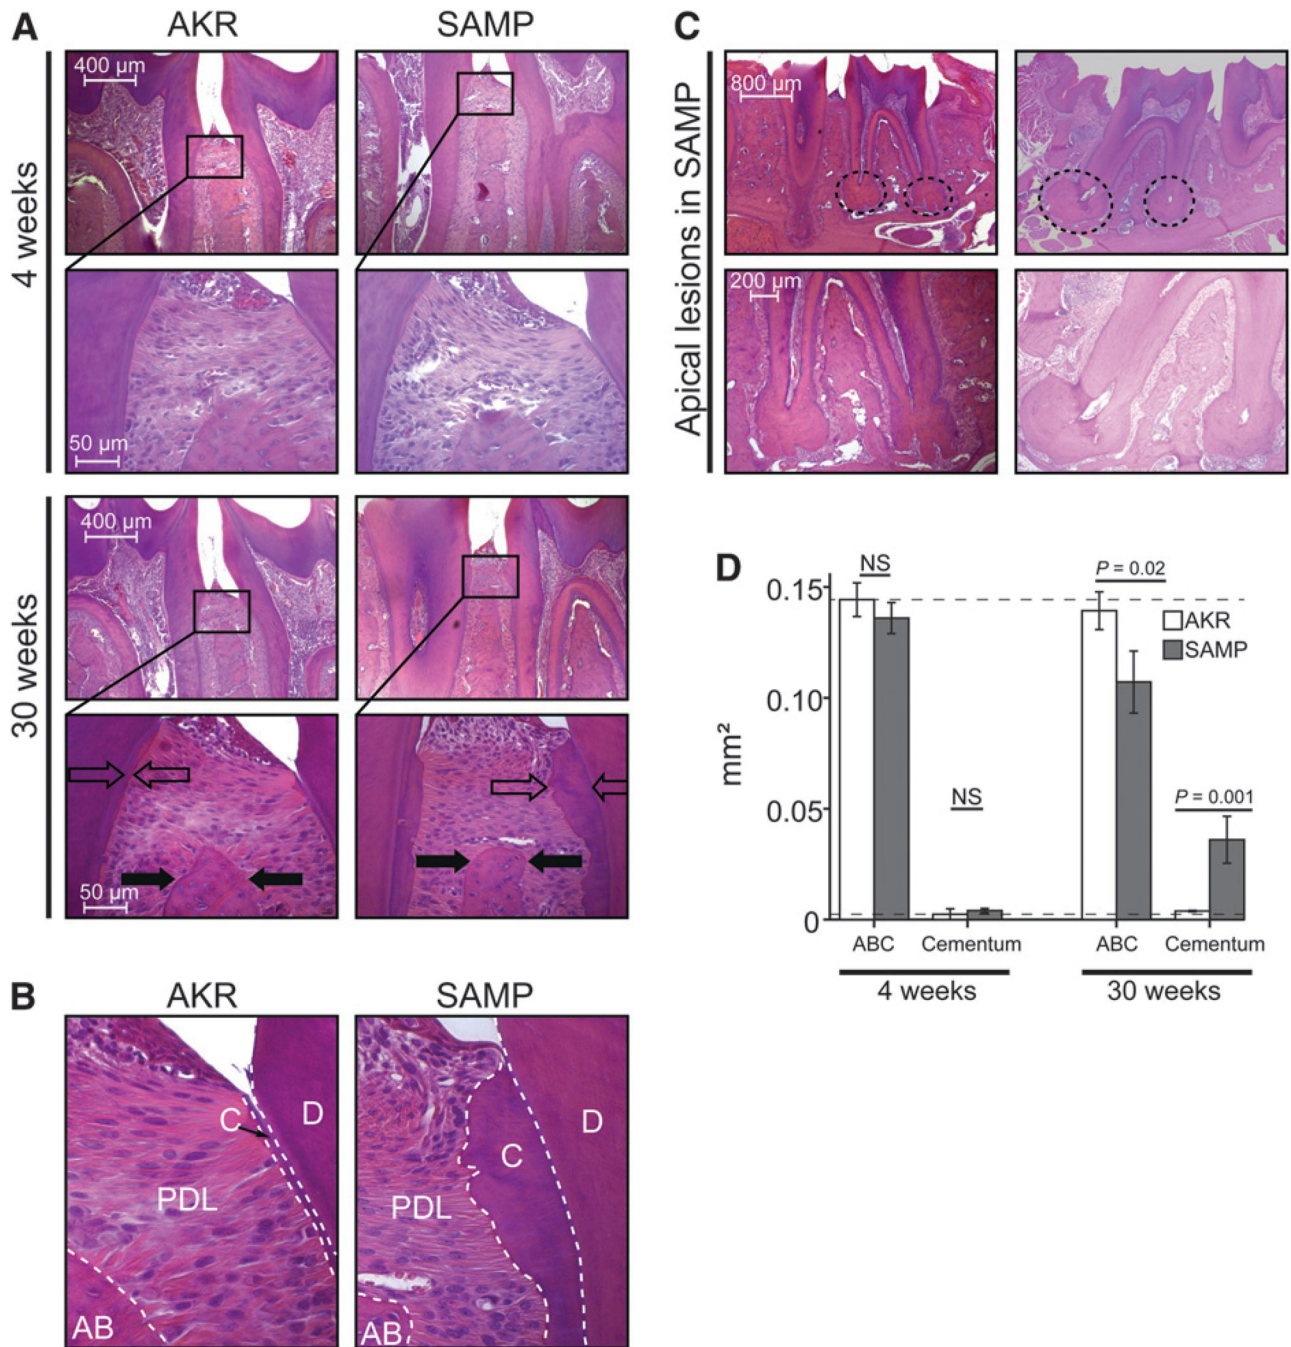 A
AKR
SAMP
4 weeks
400 µm
50 µm
30 weeks
400 µm
50 µm
B
AKR
SAMP
C
D
PDL
AB
C
D
PDL
AB
C
Apical lesions in SAMP
800 µm
200 µm
D
mm²
0.15
0.10
0.05
0
NS
NS
P = 0.02
P = 0.001
AKR
SAMP
ABC
Cementum
ABC
Cementum
4 weeks
30 weeks